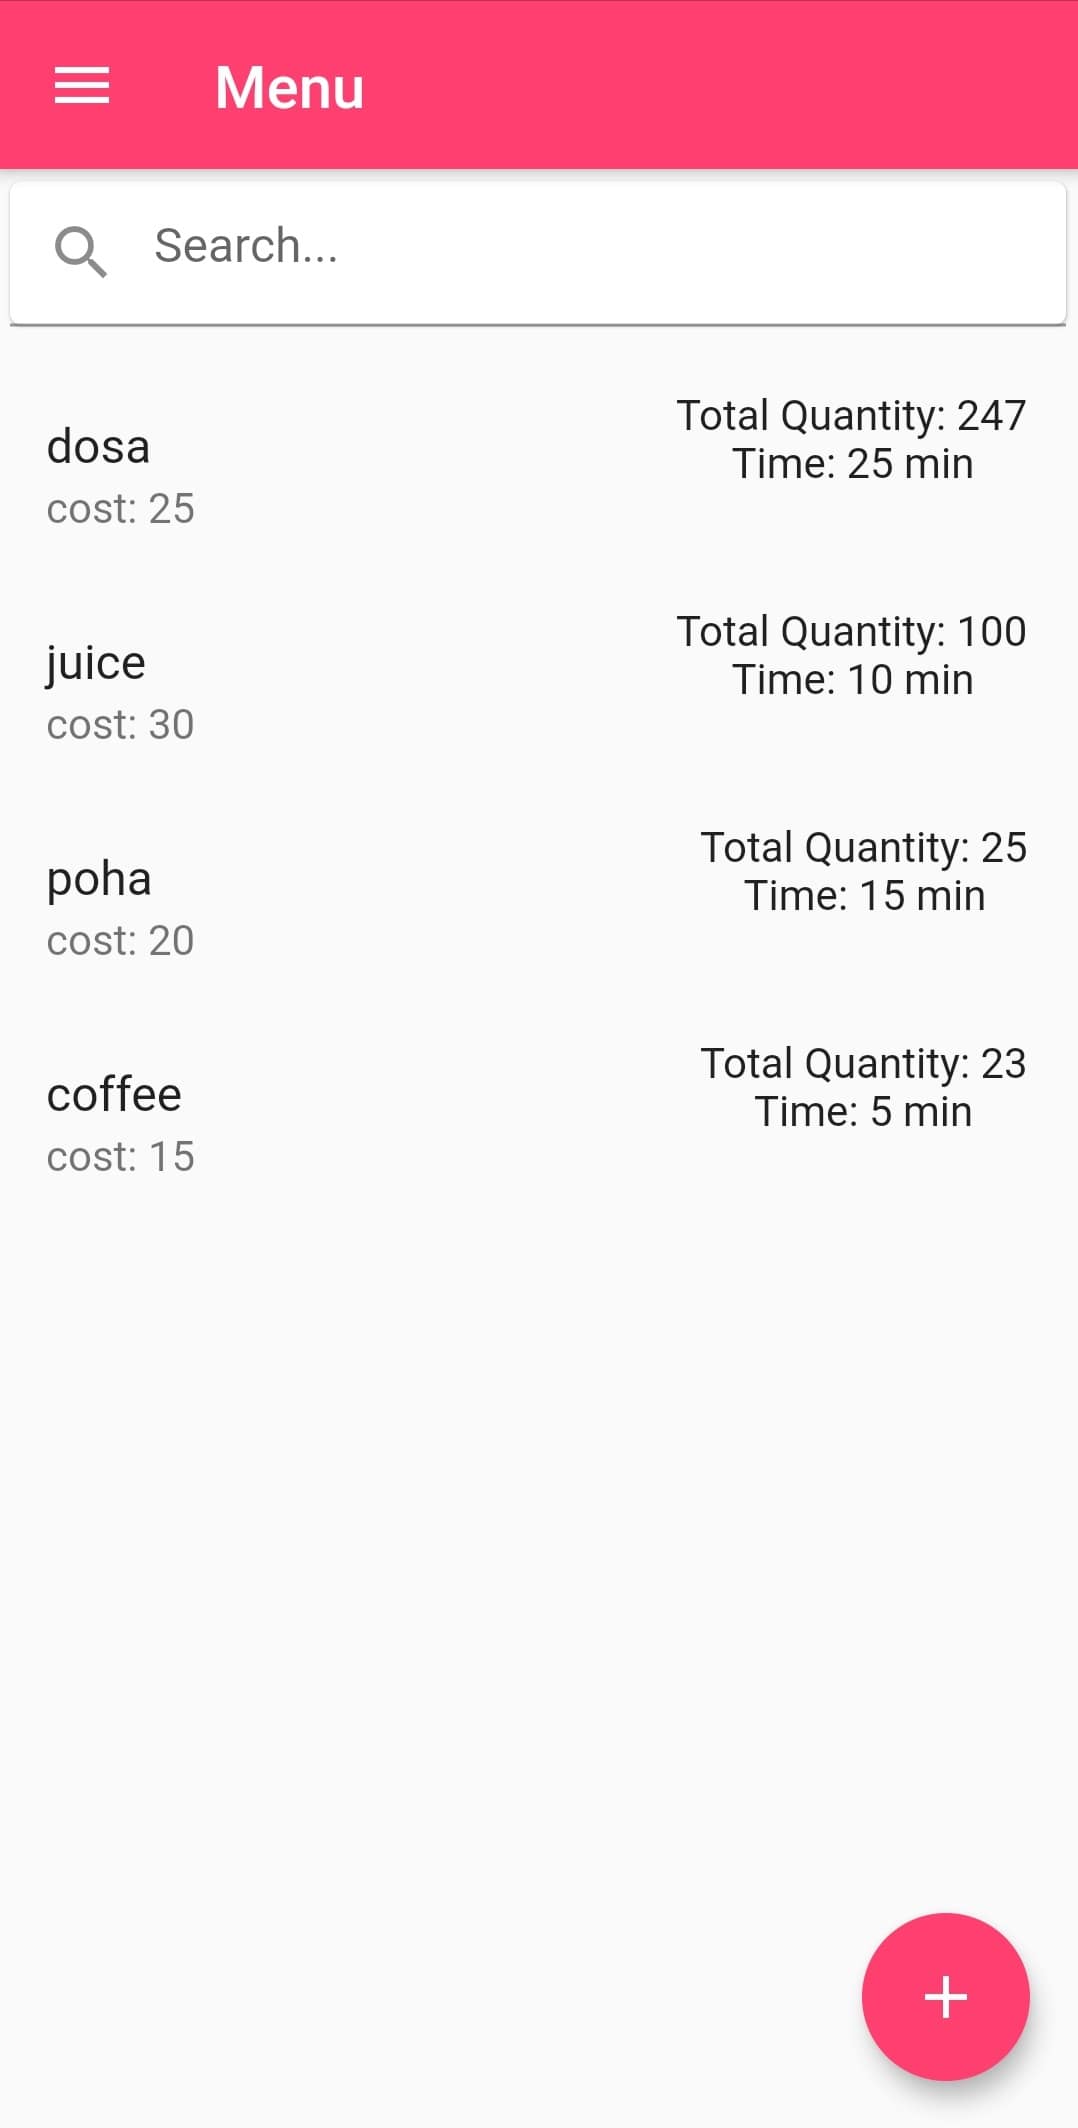 Menu
Search...
dosa
cost: 25
Total Quantity: 247
Time: 25 min
juice
cost: 30
Total Quantity: 100
Time: 10 min
poha
cost: 20
Total Quantity: 25
Time: 15 min
coffee
cost: 15
Total Quantity: 23
Time: 5 min